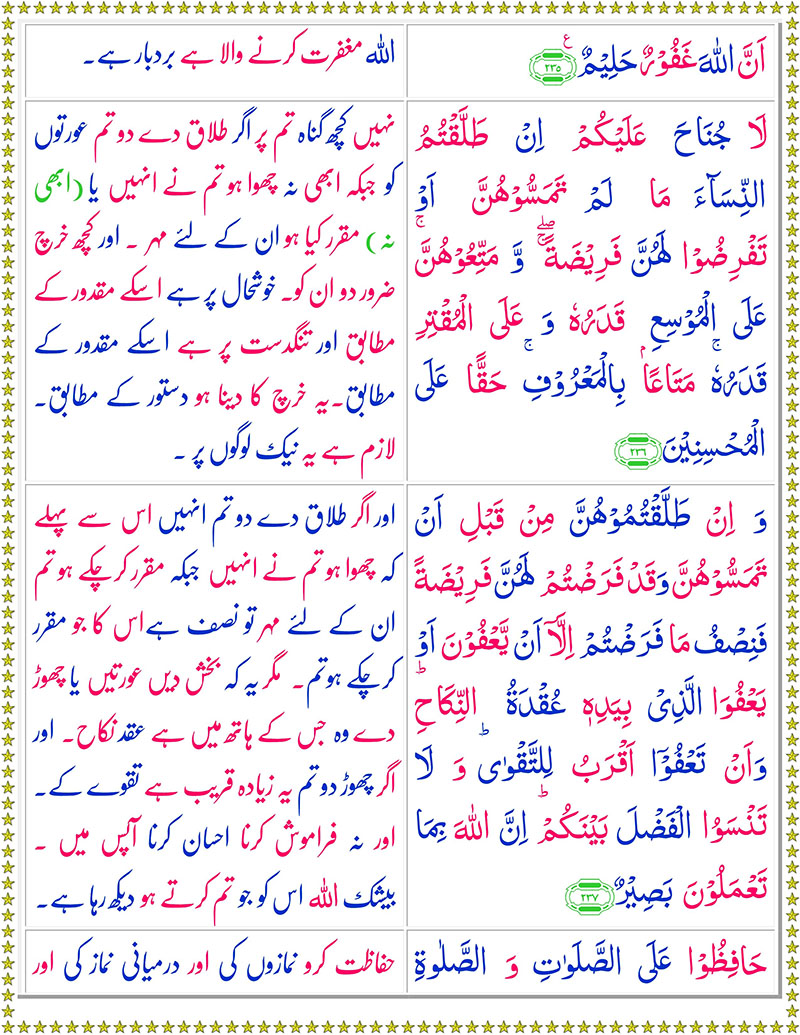 اَنَّ اللّٰهَ غَفُوْرٌ حَلِيْمٌ ؏ ۝۲۳۵
اللہ مغفرت کرنے والا ہے بردبار ہے۔
لَا جُنَاحَ عَلَيْكُمْ اِنْ طَلَّقْتُمُ
النِّسَآءَ مَا لَمْ تَمَسُّوْهُنَّ اَوْ
تَفْرِضُوْا لَهُنَّ فَرِيْضَةً ۖۚ وَّ مَتِّعُوْهُنَّ ۚ
عَلَى الْمُوْسِعِ قَدَرُهٗ وَ عَلَى الْمُقْتِرِ
قَدَرُهٗ ۚ مَتَاعًاۢ بِالْمَعْرُوْفِ ۚ حَقًّا عَلَى
الْمُحْسِنِيْنَ ۝۲۳۶
نہیں کچھ گناہ تم پر اگر طلاق دے دو تم عورتوں
کو جبکہ ابھی نہ چھوا ہو تم نے انہیں یا (ابھی
نہ) مقرر کیا ہو ان کے لئے مہر ۔ اور کچھ خرچ
ضرور دو ان کو۔ خوشحال پر ہے اسکے مقدور کے
مطابق اور تنگدست پر ہے اسکے مقدور کے
مطابق۔ یہ خرچ کا دینا ہو دستور کے مطابق۔
لازم ہے یہ نیک لوگوں پر ۔
وَ اِنْ طَلَّقْتُمُوْهُنَّ مِنْ قَبْلِ اَنْ
تَمَسُّوْهُنَّ وَقَدْ فَرَضْتُمْ لَهُنَّ فَرِيْضَةً
فَنِصْفُ مَا فَرَضْتُمْ اِلَّآ اَنْ يَّعْفُوْنَ اَوْ
يَعْفُوَا الَّذِىْ بِيَدِهٖ عُقْدَةُ النِّكَاحِ ؕ
وَاَنْ تَعْفُوْٓا اَقْرَبُ لِلتَّقْوٰى ؕ وَ لَا
تَنْسَوُا الْفَضْلَ بَيْنَكُمْ ؕ اِنَّ اللّٰهَ بِمَا
تَعْمَلُوْنَ بَصِيْرٌ ۝۲۳۷
اور اگر طلاق دے دو تم انہیں اس سے پہلے
کہ چھوا ہو تم نے انہیں جبکہ مقرر کر چکے ہو تم
ان کے لئے مہر تو نصف ہے اس کا جو مقرر
کر چکے ہو تم۔ مگر یہ کہ بخش دیں عورتیں یا چھوڑ
دے وہ جس کے ہاتھ میں ہے عقد نکاح۔ اور
اگر چھوڑ دو تم یہ زیادہ قریب ہے تقوے کے۔
اور نہ فراموش کرنا احسان کرنا آپس میں ۔
بیشک اللہ اس کو جو تم کرتے ہو دیکھ رہا ہے۔
حَافِظُوْا عَلَى الصَّلَوٰتِ وَ الصَّلٰوةِ
حفاظت کرو نمازوں کی اور درمیانی نماز کی اور